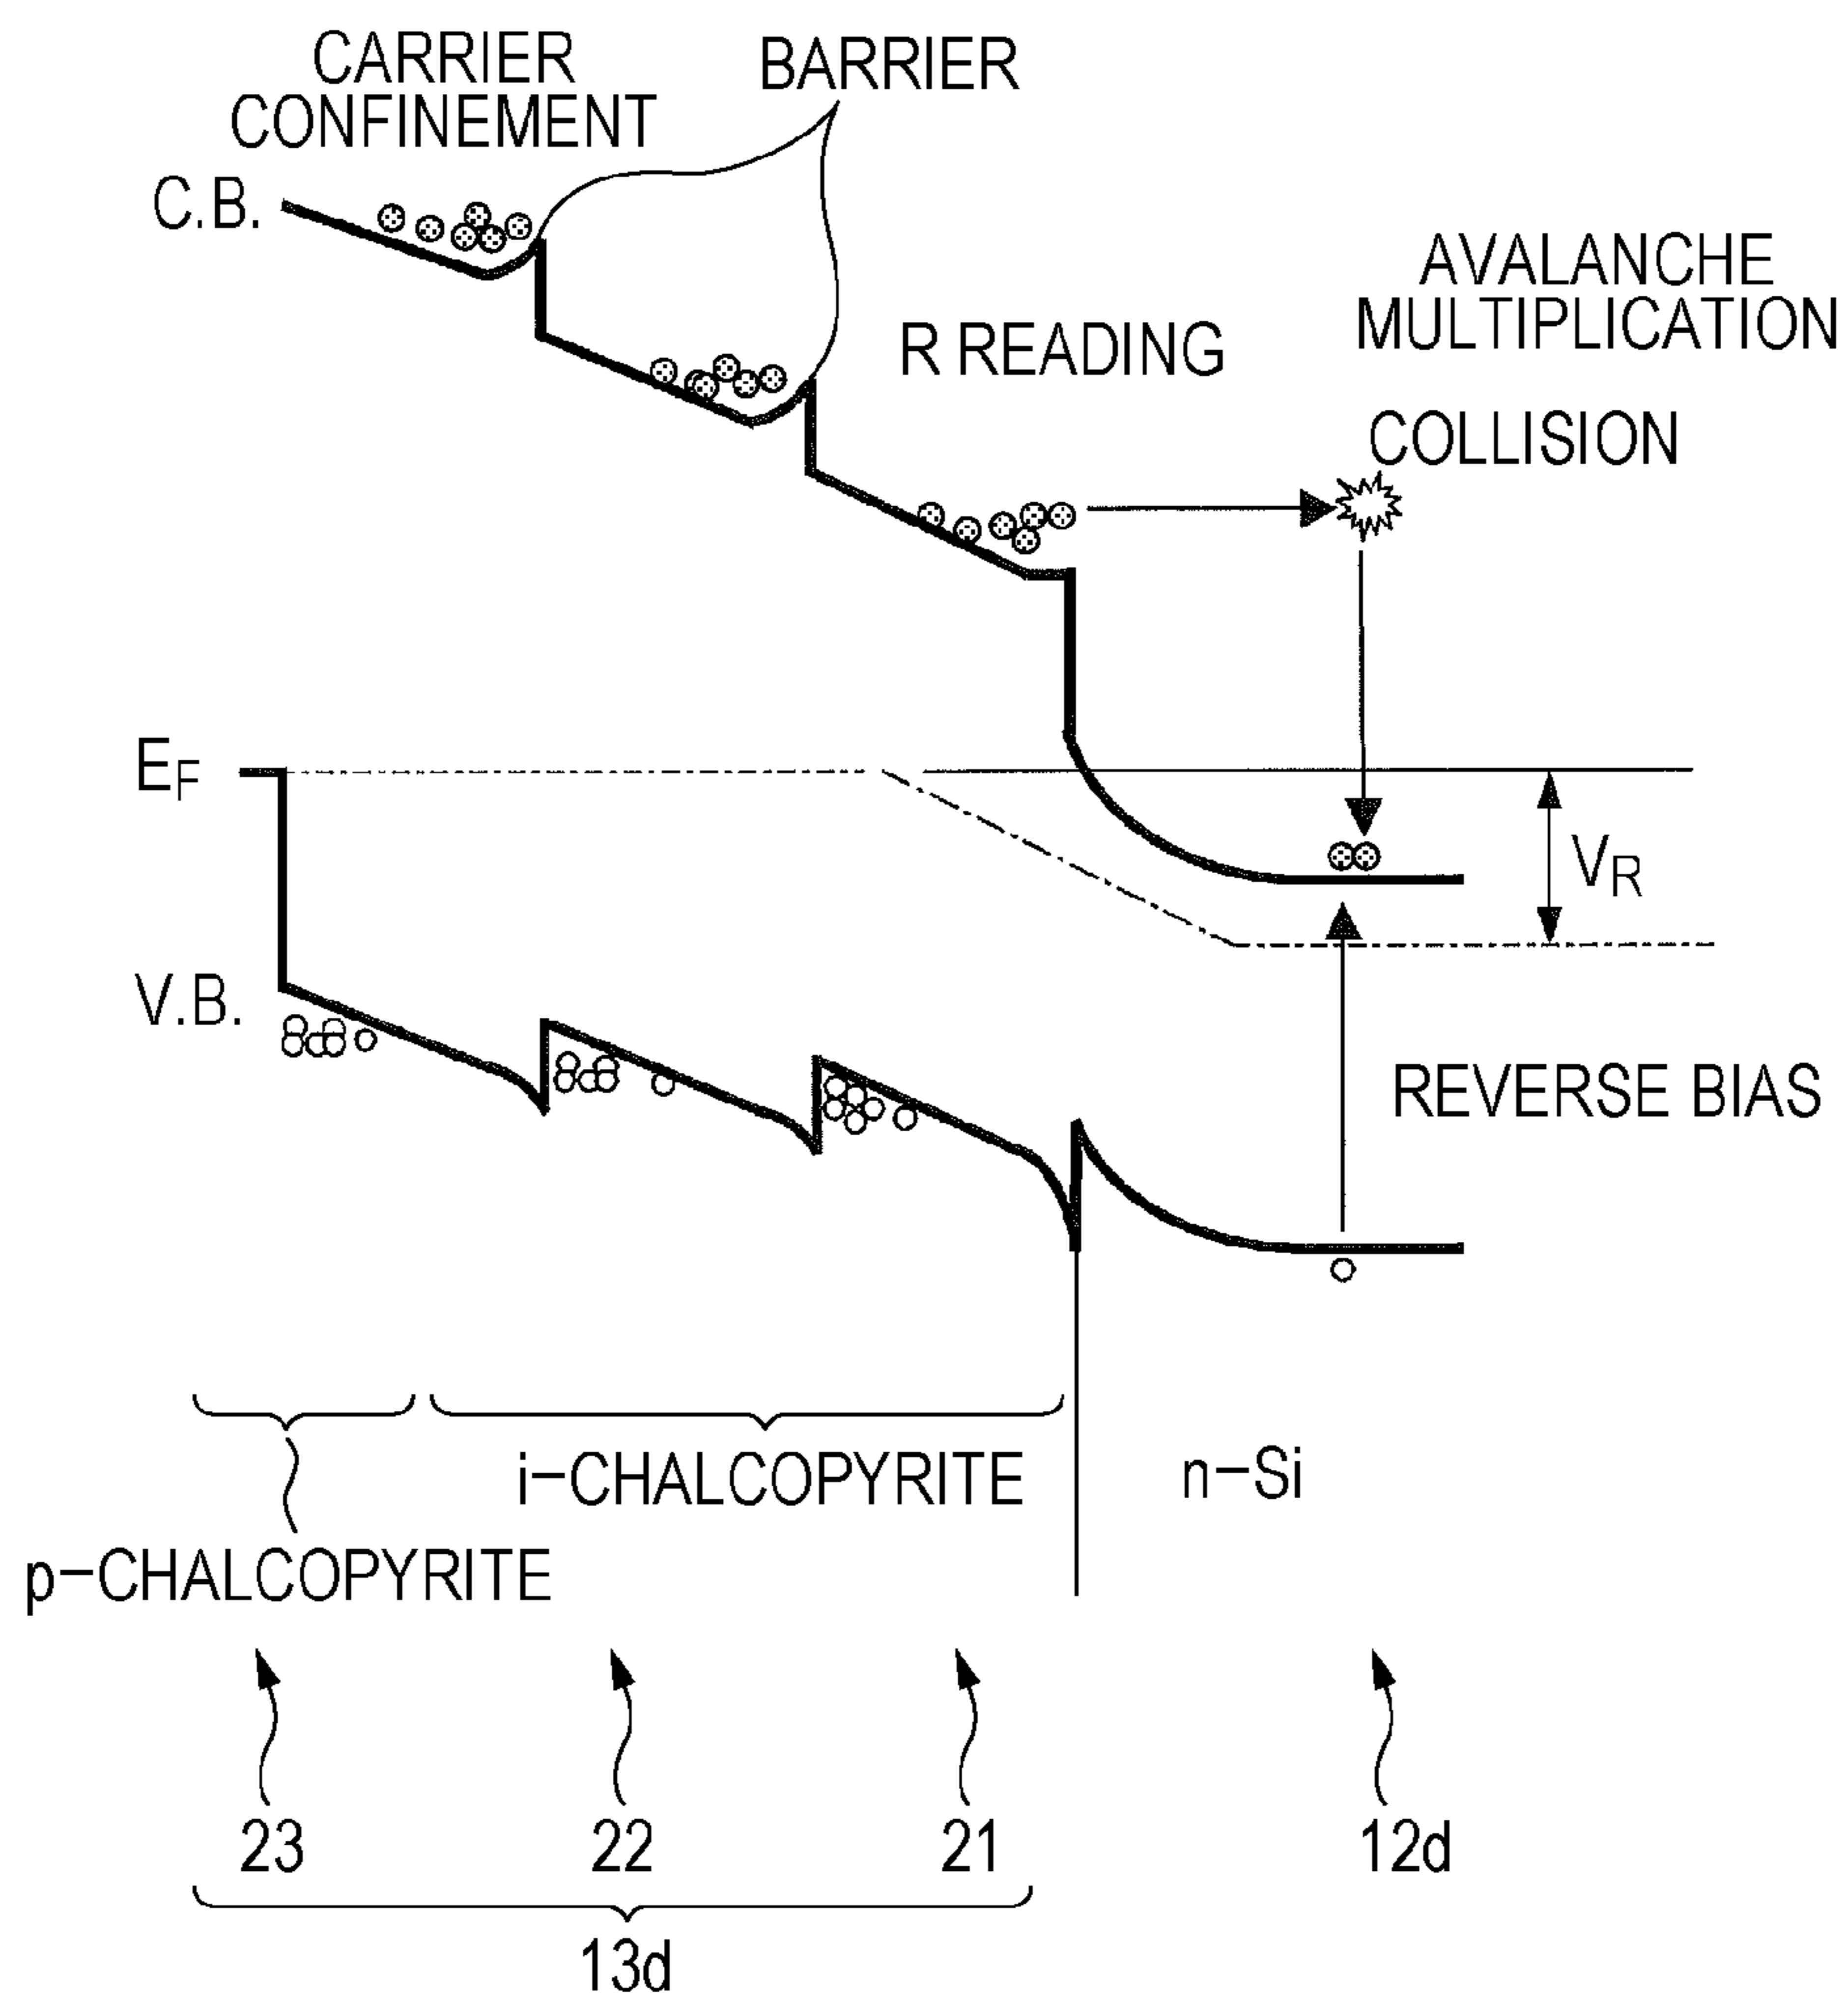 CARRIER
CONFINEMENT
BARRIER
C.B.
AVALANCHE
MULTIPLICATION
R READING
COLLISION
EF
VR
V.B.
REVERSE BIAS
i-CHALCOPYRITE
n-Si
p-CHALCOPYRITE
23
22
21
12d
13d